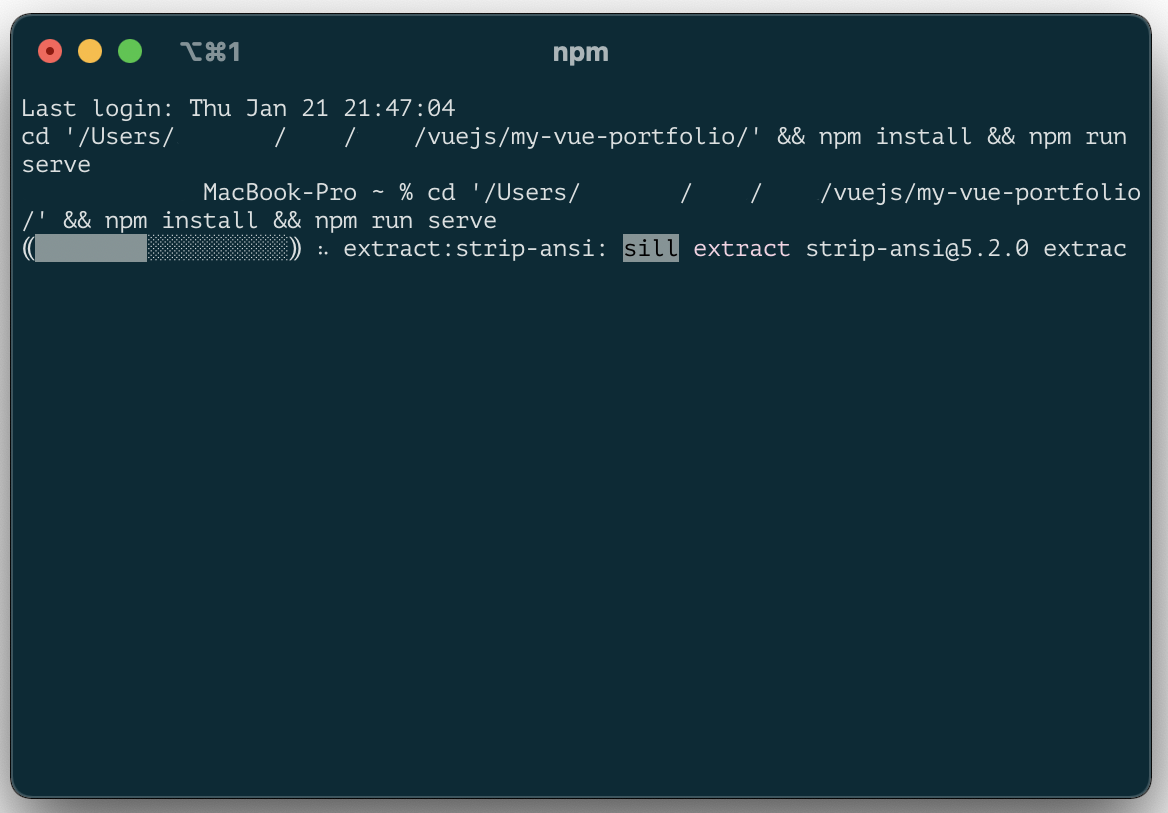 ⌥⌘1 npm
Last login: Thu Jan 21 21:47:04
cd '/Users/       /    /    /vuejs/my-vue-portfolio/' && npm install && npm run
serve
MacBook-Pro ~ % cd '/Users/       /    /    /vuejs/my-vue-portfolio
/' && npm install && npm run serve
(████████░░░░░░░░░░) ⠦ extract:strip-ansi: sill extract strip-ansi@5.2.0 extrac